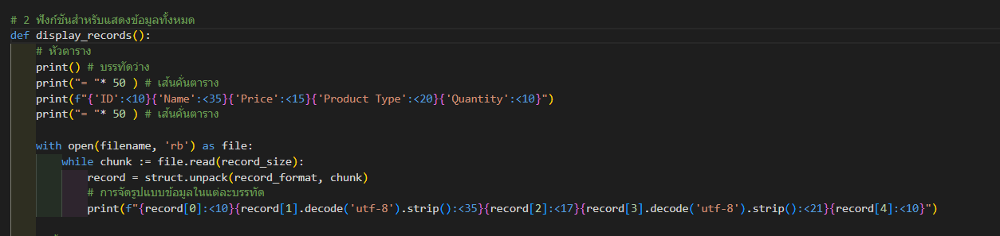 # 2 ฟังก์ชันสำหรับแสดงข้อมูลทั้งหมด
def display_records():
    # หัวตาราง
    print() # บรรทัดว่าง
    print("= "* 50 ) # เส้นคั่นตาราง
    print(f"{'ID':<10}{'Name':<35}{'Price':<15}{'Product Type':<20}{'Quantity':<10}")
    print("= "* 50 ) # เส้นคั่นตาราง
    with open(filename, 'rb') as file:
        while chunk := file.read(record_size):
            record = struct.unpack(record_format, chunk)
            # การจัดรูปแบบข้อมูลในแต่ละบรรทัด
            print(f"{record[0]:<10}{record[1].decode('utf-8').strip():<35}{record[2]:<17}{record[3].decode('utf-8').strip():<21}{record[4]:<10}")